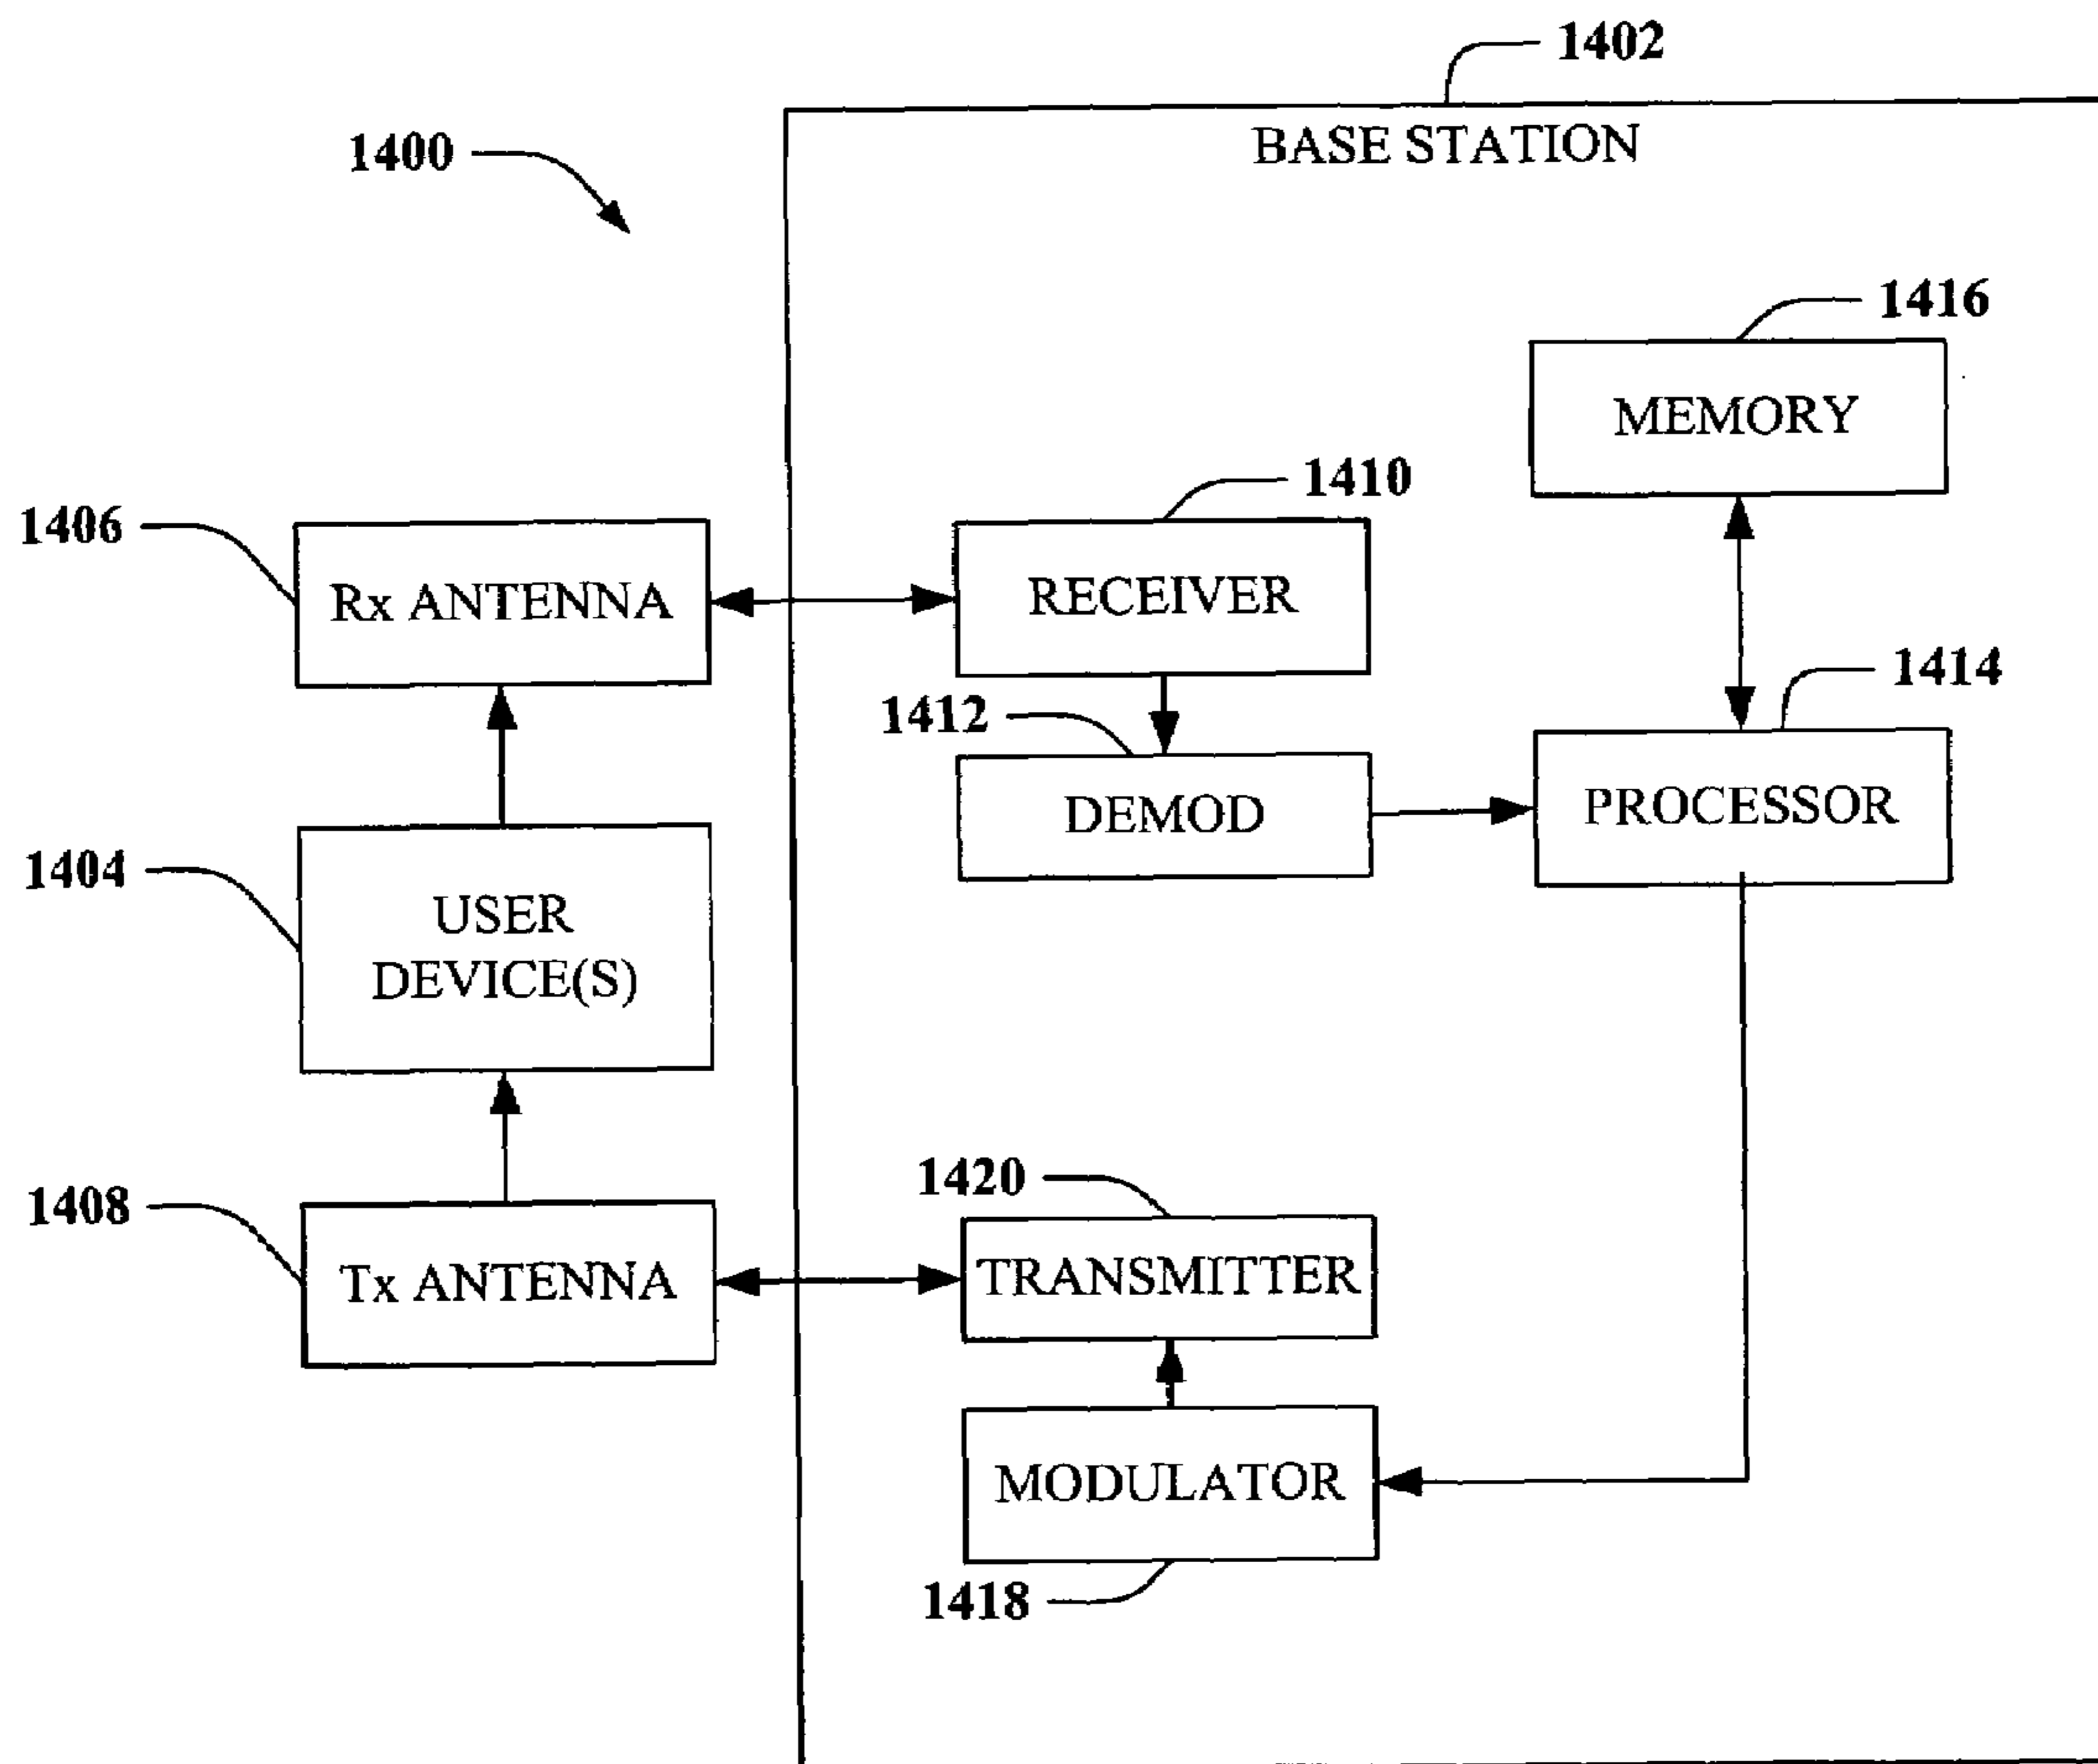 1402
BASE STATION
1400
1416
MEMORY
1410
1406
Rx ANTENNA
RECEIVER
1414
1412
DEMOD
PROCESSOR
1404
USER
DEVICE(S)
1420
1408
Tx ANTENNA
TRANSMITTER
MODULATOR
1418